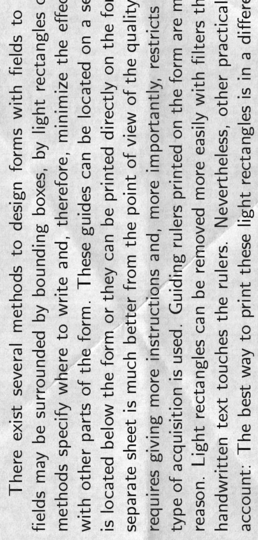 There exist several methods to design forms with fields to
fields may be surrounded by bounding boxes, by light rectangles
methods specify where to write and, therefore, minimize the effec
with other parts of the form. These guides can be located on a se
is located below the form or they can be printed directly on the for
separate sheet is much better from the point of view of the quality
requires giving more instructions and, more importantly, restricts
type of acquisition is used. Guiding rulers printed on the form are m
reason. Light rectangles can be removed more easily with filters th
handwritten text touches the rulers. Nevertheless, other practical
account: The best way to print these light rectangles is in a differe